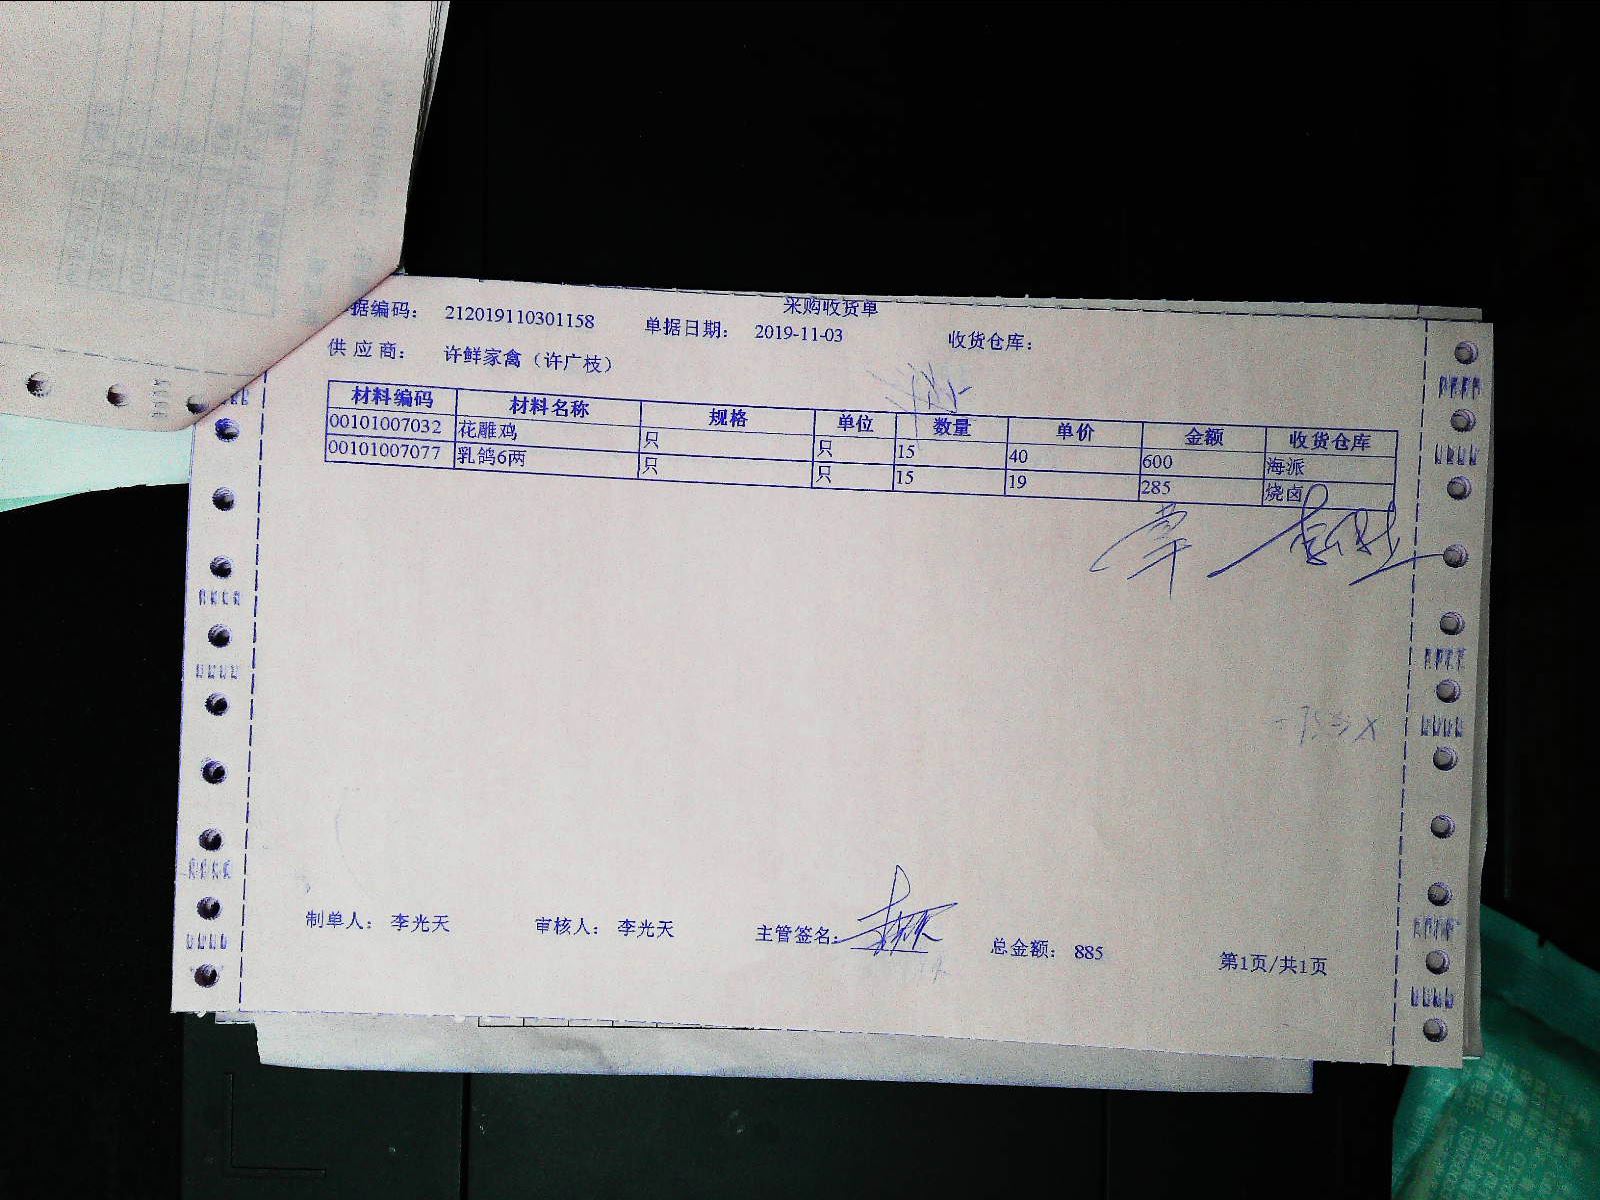 采购收货单
据编码： 212019110301158 单据日期： 2019-11-03 收货仓库：
供 应 商： 许鲜家禽（许广枝）
材料编码 材料名称 规格 单位 数量 单价 金额 收货仓库
00101007032 花雕鸡 只 只 15 40 600 海派
00101007077 乳鸽6两 只 只 15 19 285 烧卤
制单人： 李光天 审核人： 李光天 主管签名： 总金额： 885 第1页/共1页